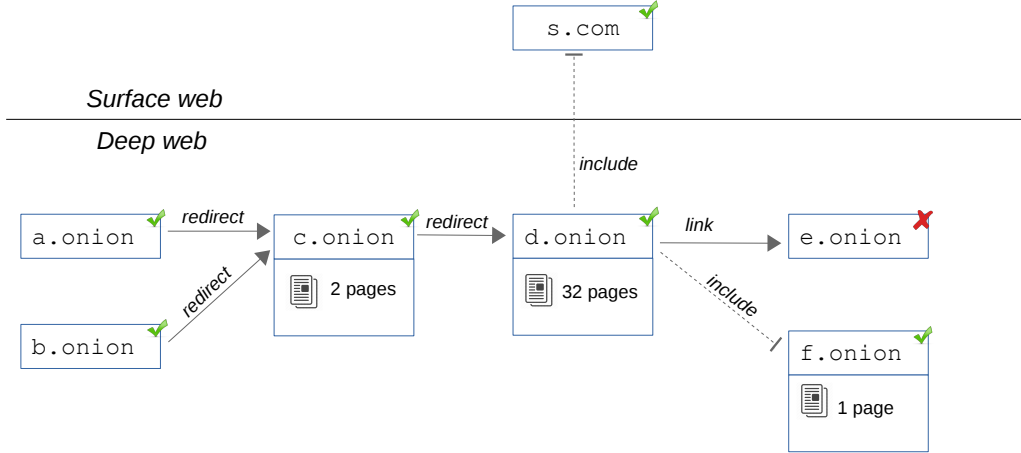 s.com
Surface web
Deep web
include
a.onion
redirect
c.onion
redirect
d.onion
link
e.onion
2 pages
32 pages
redirect
include
b.onion
f.onion
1 page